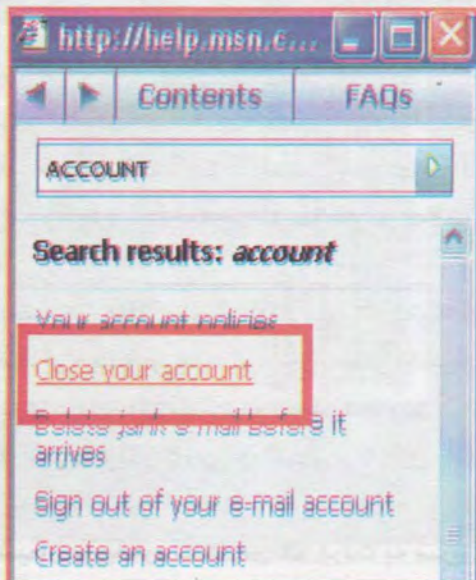 http://help.msn.c...
Contents FAQs
ACCOUNT
Search results: account
Your account policies
Close your account
Delete junk e-mail before it
arrives
Sign out of your e-mail account
Create an account